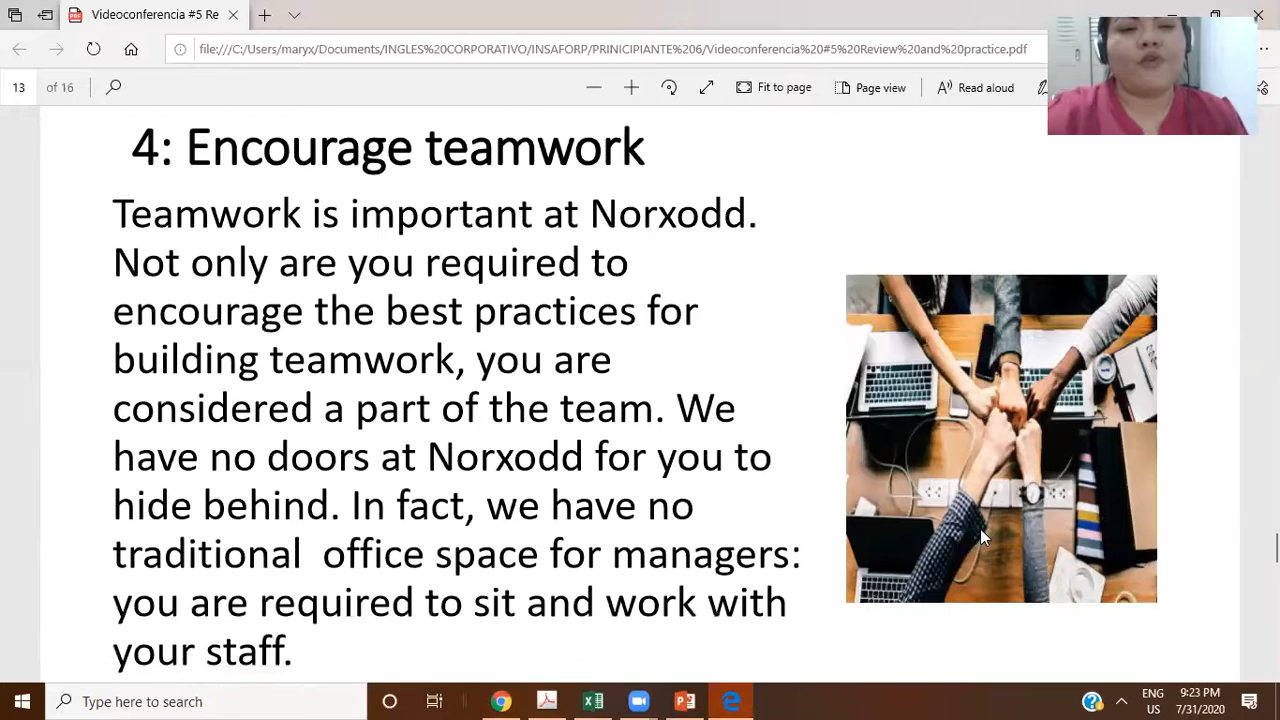 Videoconferencia #5 Re
file:///C:/Users/maryv/Documents/INGLES%20CORPORATIVO/INSAFORP/PRINICIPIANTE%206/Videoconferencia%20#5%20Review%20and%20practice.pdf
13 of 16
Fit to page
Page view
Read aloud
4: Encourage teamwork
Teamwork is important at Norxodd.
Not only are you required to
encourage the best practices for
building teamwork, you are
considered a part of the team. We
have no doors at Norxodd for you to
hide behind. In fact, we have no
traditional office space for managers:
you are required to sit and work with
your staff.
Type here to search
ENG
US
9:23 PM
7/31/2020